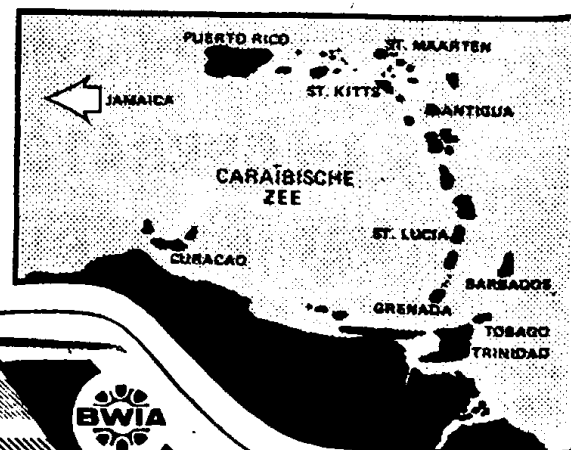 PUERTO RICO
ST. MAARTEN
JAMAICA
ST. KITTS
ANTIGUA
CARAÏBISCHE
ZEE
ST. LUCIA
CURACAO
BARBADOS
GRENADA
TOBAGO
TRINIDAD
BWIA